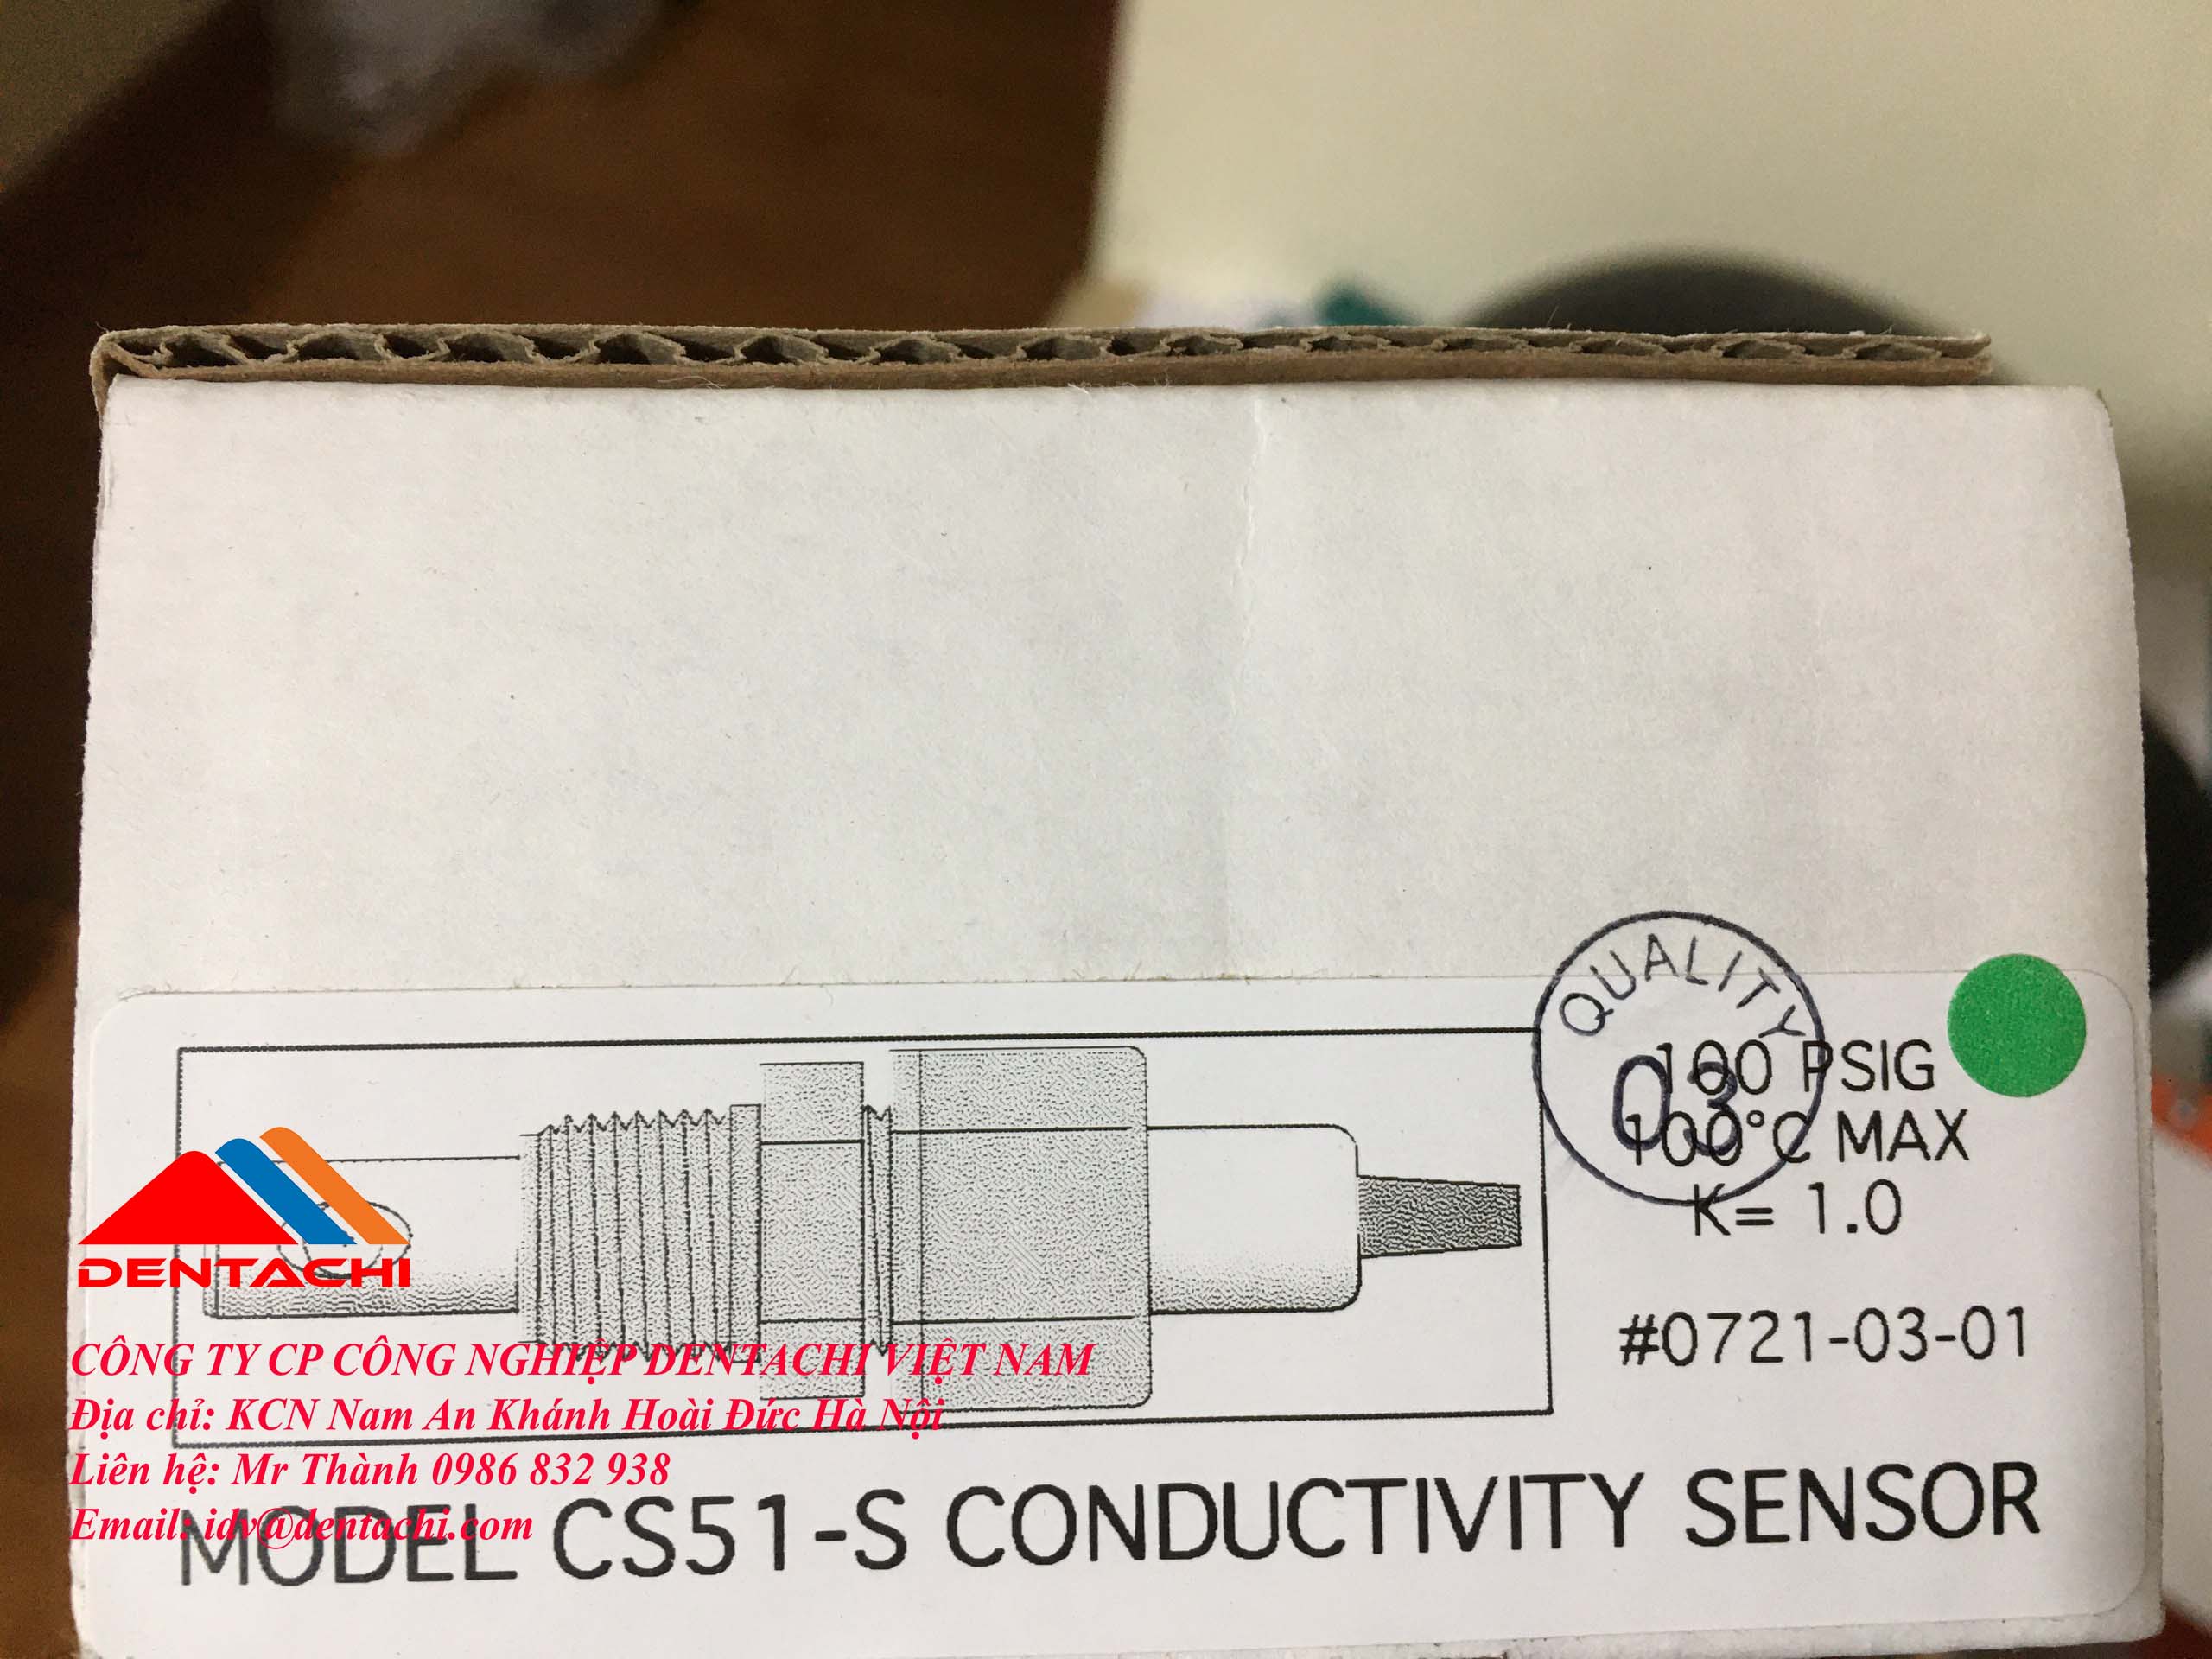 QUALITY
03
100 PSIG
100°C MAX
K= 1.0
#0721-03-01
DENTACHI
CÔNG TY CP CÔNG NGHIỆP DENTACHI VIỆT NAM
Địa chỉ: KCN Nam An Khánh Hoài Đức Hà Nội
Liên hệ: Mr Thành 0986 832 938
Email: idv@dentachi.com
MODEL CS51-S CONDUCTIVITY SENSOR